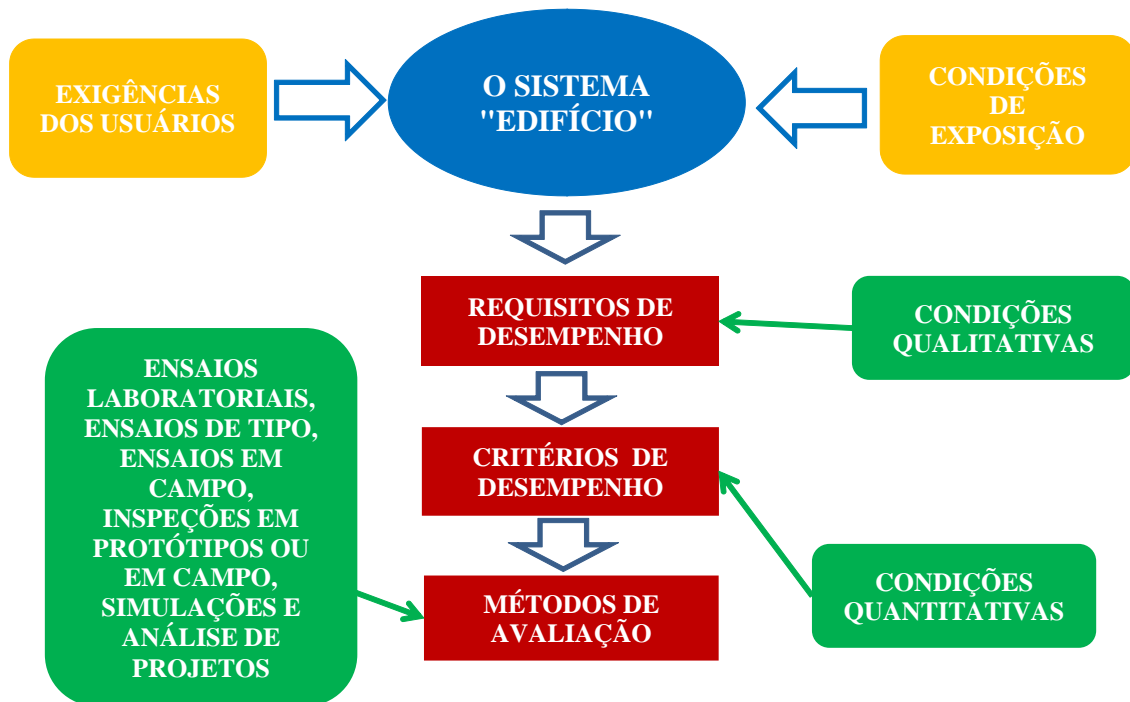 EXIGÊNCIAS
DOS USUÁRIOS
O SISTEMA
"EDIFÍCIO"
CONDIÇÕES
DE
EXPOSIÇÃO
REQUISITOS DE
DESEMPENHO
CONDIÇÕES
QUALITATIVAS
ENSAIOS
LABORATORIAIS,
ENSAIOS DE TIPO,
ENSAIOS EM
CAMPO,
INSPEÇÕES EM
PROTÓTIPOS OU
EM CAMPO,
SIMULAÇÕES E
ANÁLISE DE
PROJETOS
CRITÉRIOS DE
DESEMPENHO
CONDIÇÕES
QUANTITATIVAS
MÉTODOS DE
AVALIAÇÃO